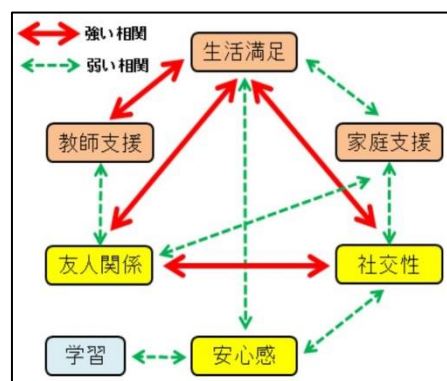 強い相関
弱い相関
生活満足
教師支援
家庭支援
友人関係
社交性
学習
安心感